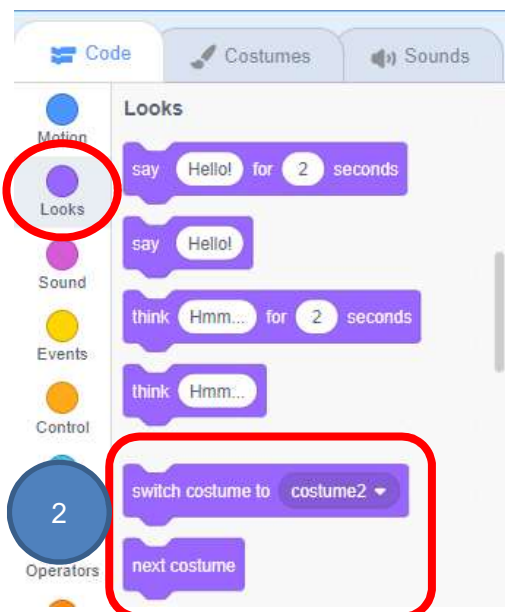 Code Costumes Sounds
Motion
Looks
Sound
Events
Control
Operators
Looks
say Hello! for 2 seconds
say Hello!
think Hmm... for 2 seconds
think Hmm...
switch costume to costume2
next costume
2